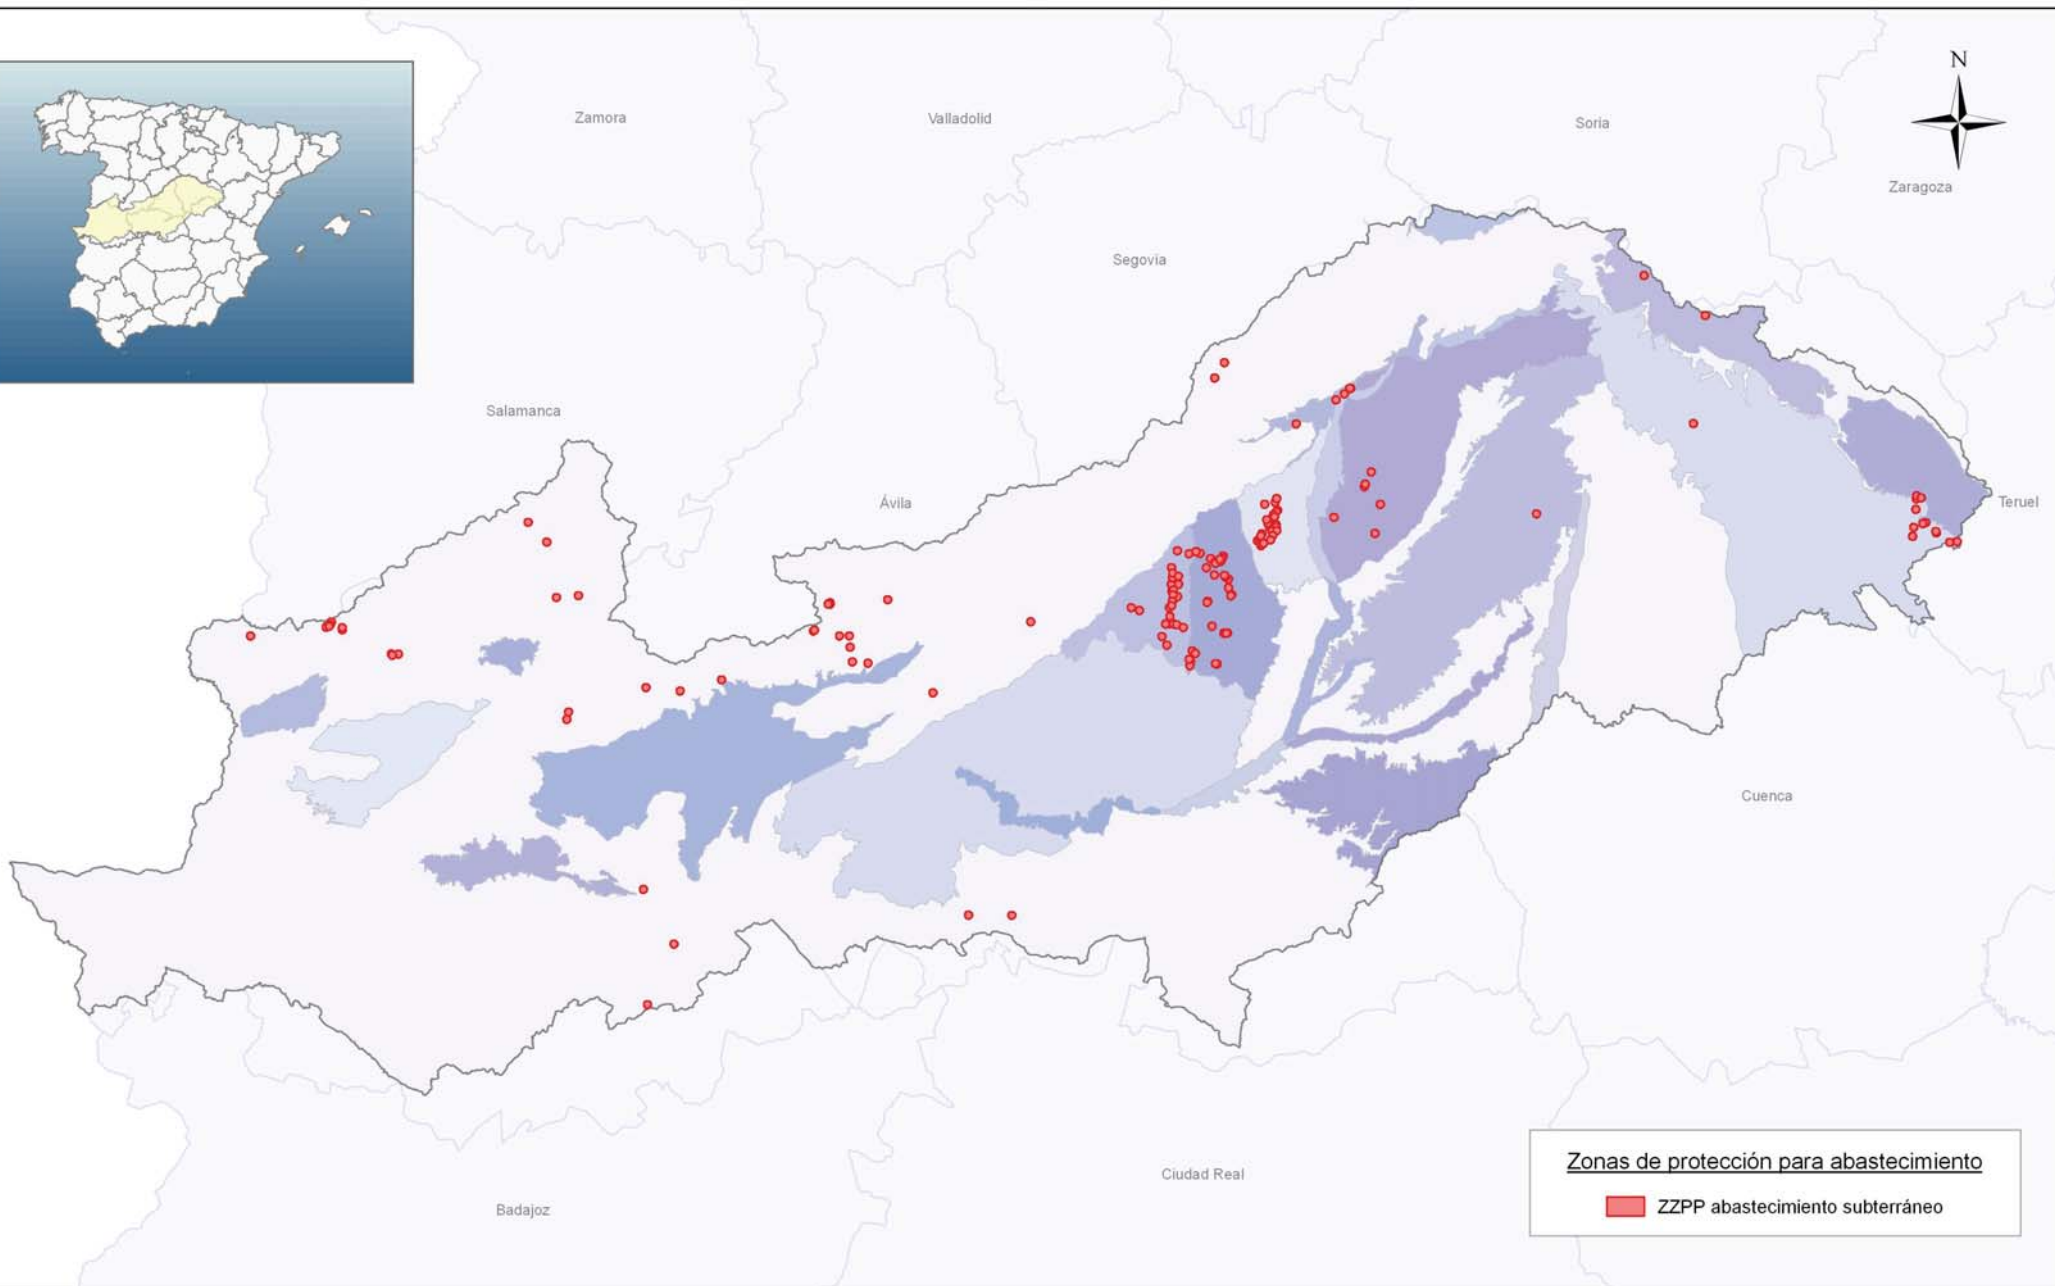 N
Zamora
Valladolid
Soria
Zaragoza
Segovia
Salamanca
Ávila
Teruel
Cuenca
Ciudad Real
Badajoz
Zonas de protección para abastecimiento
ZZPP abastecimiento subterráneo